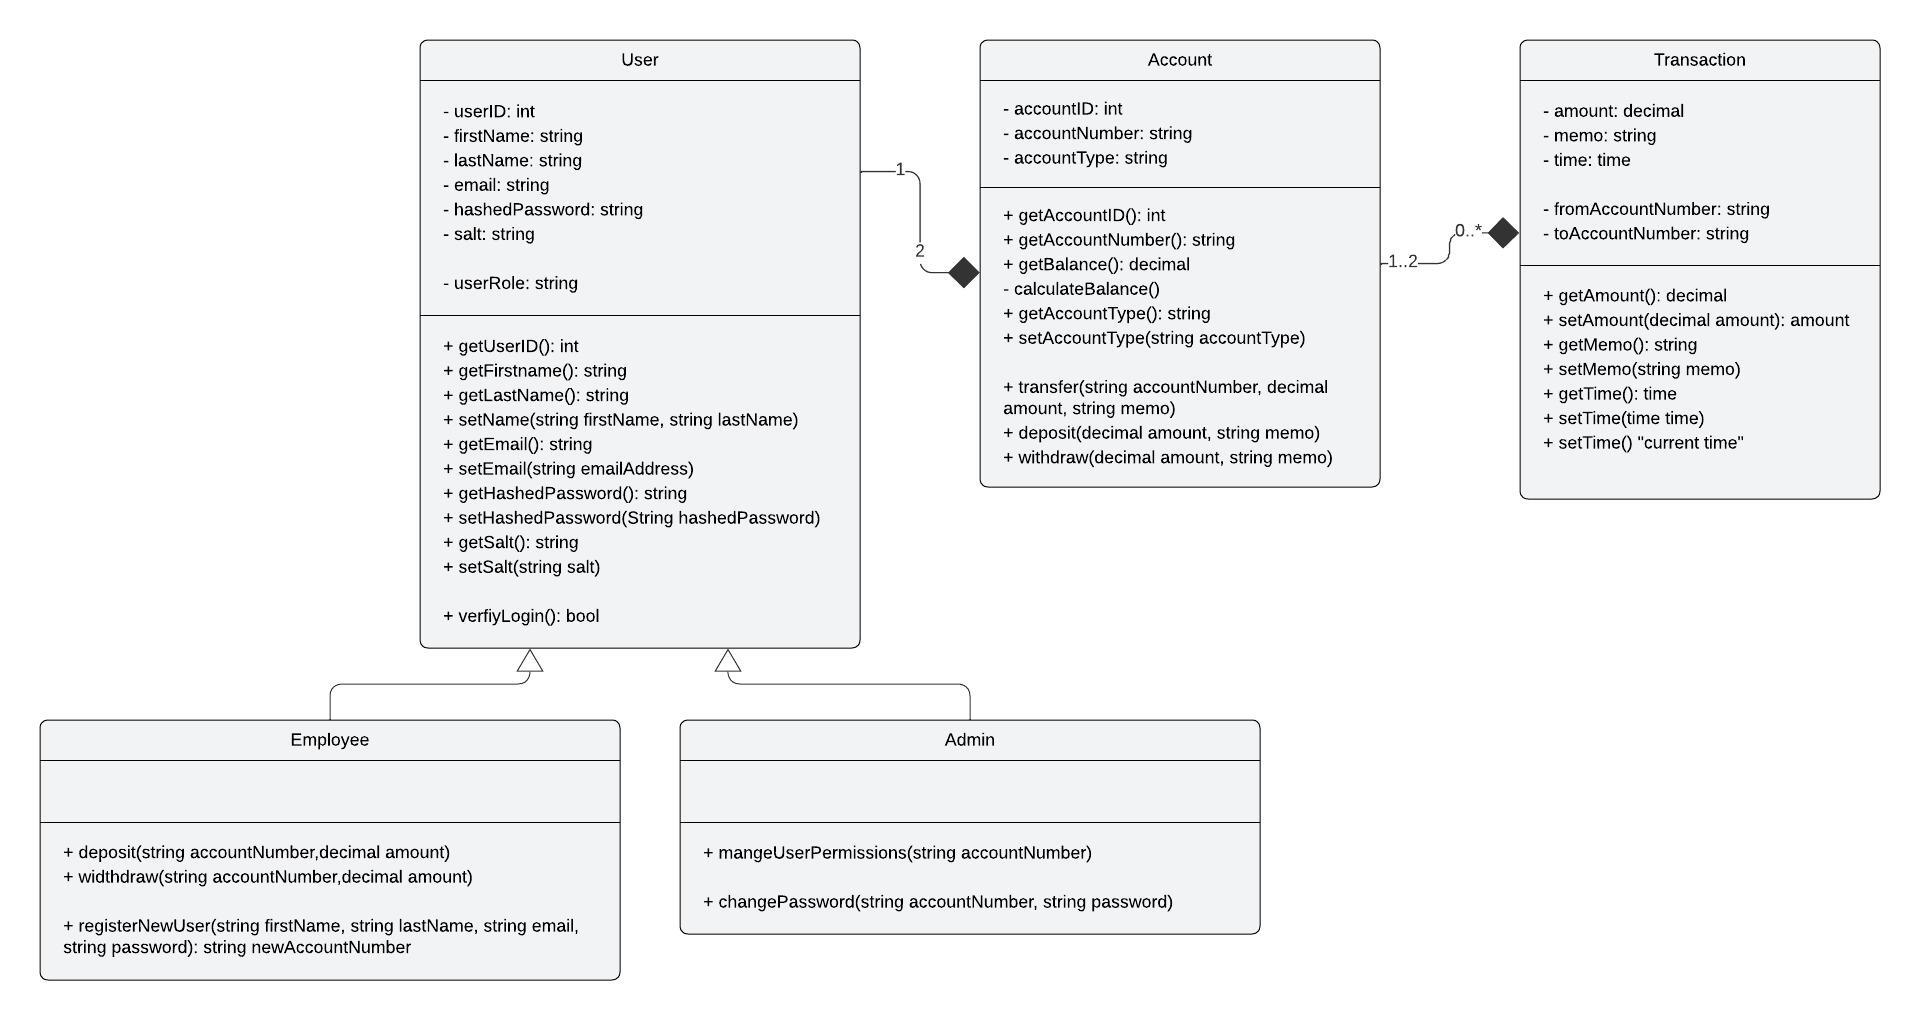 User
- userID: int
- firstName: string
- lastName: string
- email: string
- hashedPassword: string
- salt: string
- userRole: string
+ getUserID(): int
+ getFirstname(): string
+ getLastName(): string
+ setName(string firstName, string lastName)
+ getEmail(): string
+ setEmail(string emailAddress)
+ getHashedPassword(): string
+ setHashedPassword(String hashedPassword)
+ getSalt(): string
+ setSalt(string salt)
+ verfiyLogin(): bool
1
2
Account
- accountID: int
- accountNumber: string
- accountType: string
+ getAccountID(): int
+ getAccountNumber(): string
+ getBalance(): decimal
- calculateBalance()
+ getAccountType(): string
+ setAccountType(string accountType)
+ transfer(string accountNumber, decimal
amount, string memo)
+ deposit(decimal amount, string memo)
+ withdraw(decimal amount, string memo)
1..2
0..*
Transaction
- amount: decimal
- memo: string
- time: time
- fromAccountNumber: string
- toAccountNumber: string
+ getAmount(): decimal
+ setAmount(decimal amount): amount
+ getMemo(): string
+ setMemo(string memo)
+ getTime(): time
+ setTime(time time)
+ setTime() "current time"
Employee
+ deposit(string accountNumber,decimal amount)
+ widthdraw(string accountNumber,decimal amount)
+ registerNewUser(string firstName, string lastName, string email,
string password): string newAccountNumber
Admin
+ mangeUserPermissions(string accountNumber)
+ changePassword(string accountNumber, string password)